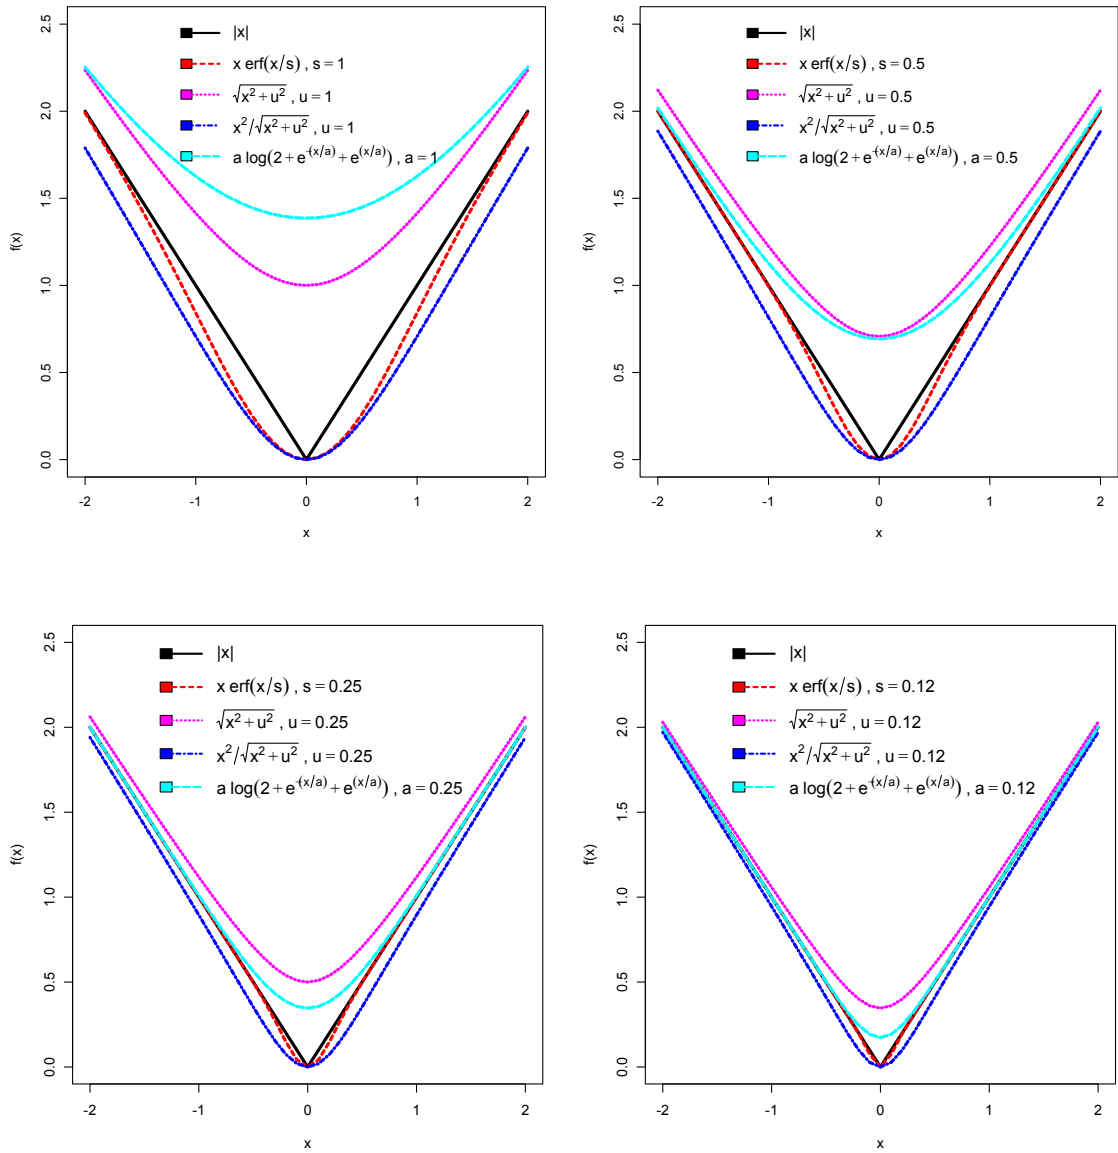 |x|
x erf(x/s) , s = 1
√(x² + u²) , u = 1
x²/√(x² + u²) , u = 1
a log(2 + e^-(x/a) + e^(x/a)) , a = 1
f(x)
2.5
2.0
1.5
1.0
0.5
0.0
-2 -1 0 1 2
x
|x|
x erf(x/s) , s = 0.5
√(x² + u²) , u = 0.5
x²/√(x² + u²) , u = 0.5
a log(2 + e^-(x/a) + e^(x/a)) , a = 0.5
f(x)
2.5
2.0
1.5
1.0
0.5
0.0
-2 -1 0 1 2
x
|x|
x erf(x/s) , s = 0.25
√(x² + u²) , u = 0.25
x²/√(x² + u²) , u = 0.25
a log(2 + e^-(x/a) + e^(x/a)) , a = 0.25
f(x)
2.5
2.0
1.5
1.0
0.5
0.0
-2 -1 0 1 2
x
|x|
x erf(x/s) , s = 0.12
√(x² + u²) , u = 0.12
x²/√(x² + u²) , u = 0.12
a log(2 + e^-(x/a) + e^(x/a)) , a = 0.12
f(x)
2.5
2.0
1.5
1.0
0.5
0.0
-2 -1 0 1 2
x